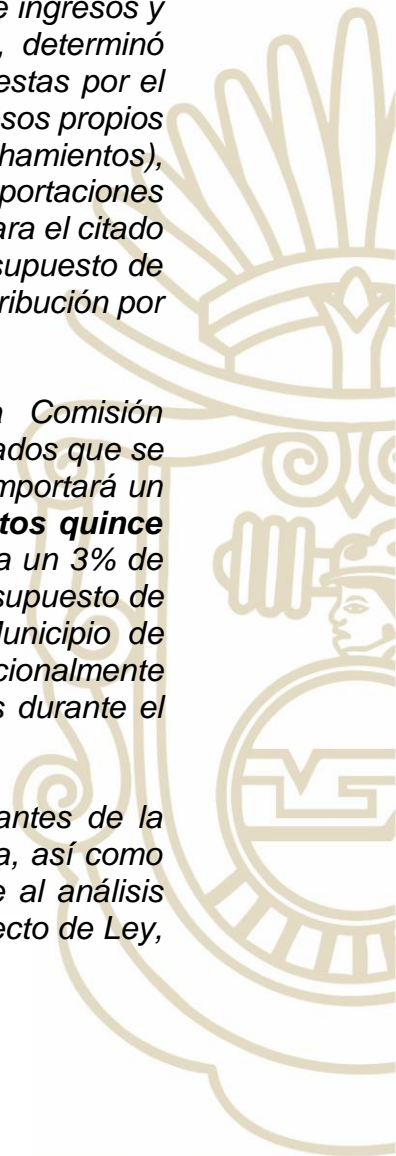 e ingresos y
, determinó
estas por el
sos propios
hamientos),
portaciones
ara el citado
supuesto de
tribución por
a Comisión
ados que se
mportará un
tos quince
a un 3% de
supuesto de
Municipio de
cionalmente
s durante el
antes de la
a, así como
e al análisis
ecto de Ley,